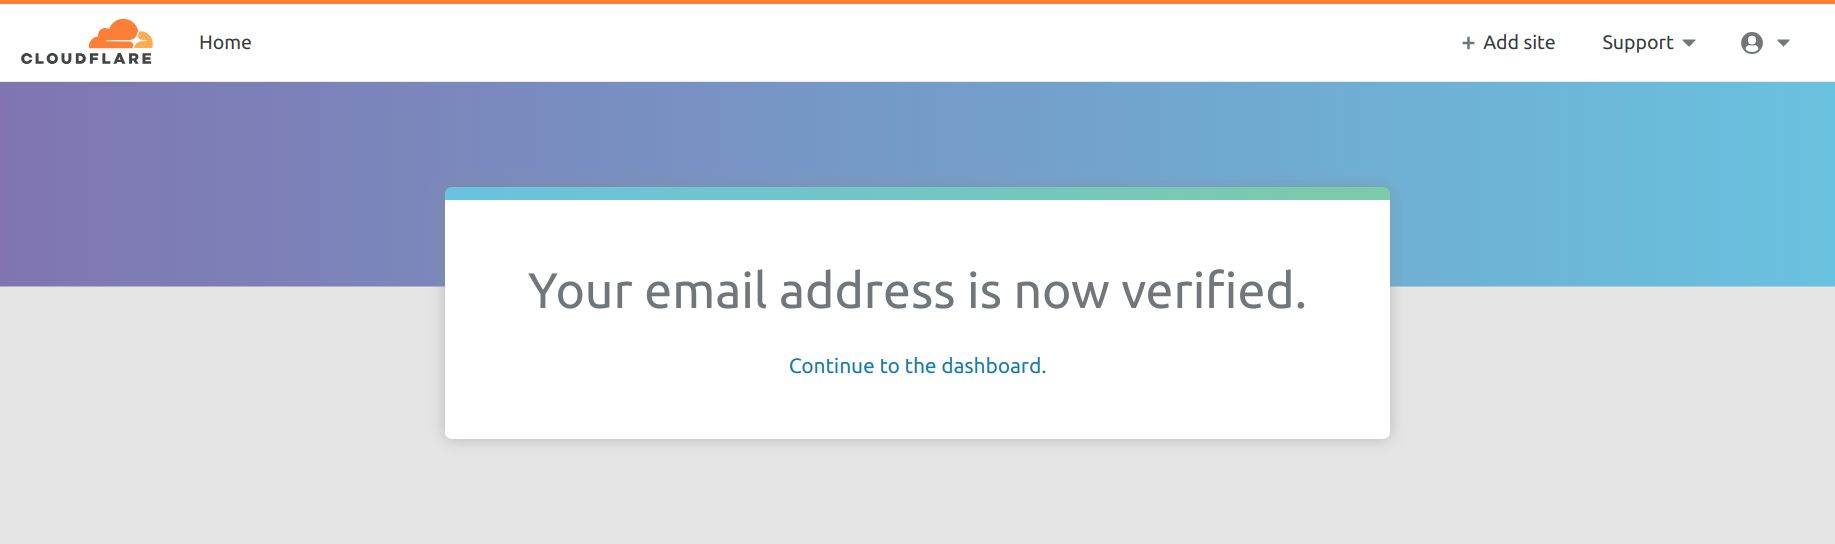 CLOUDFLARE
Home
+ Add site
Support
Your email address is now verified.
Continue to the dashboard.